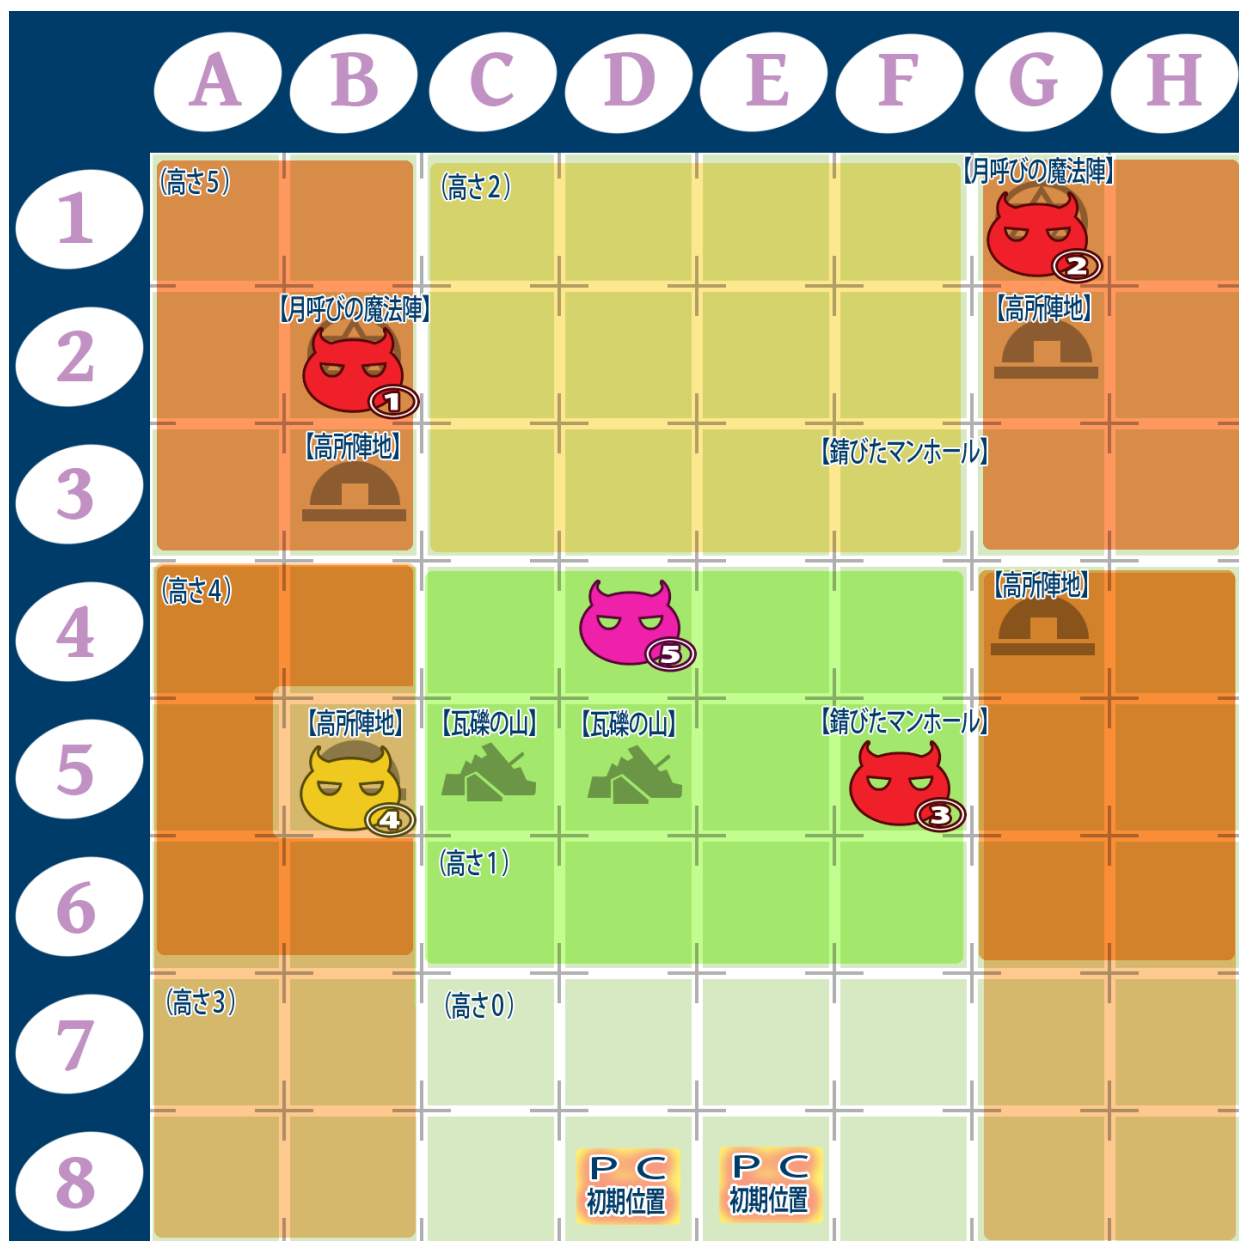 A B C D E F G H
1
（高さ5） （高さ2） 【月呼びの魔法陣】
2
2
【月呼びの魔法陣】 【高所陣地】
1
3
【高所陣地】 【錆びたマンホール】
4
（高さ4） 【高所陣地】
5
5
【高所陣地】 【瓦礫の山】 【瓦礫の山】 【錆びたマンホール】
4 3
6
（高さ1）
7
（高さ3） （高さ0）
8
ＰＣ ＰＣ
初期位置 初期位置